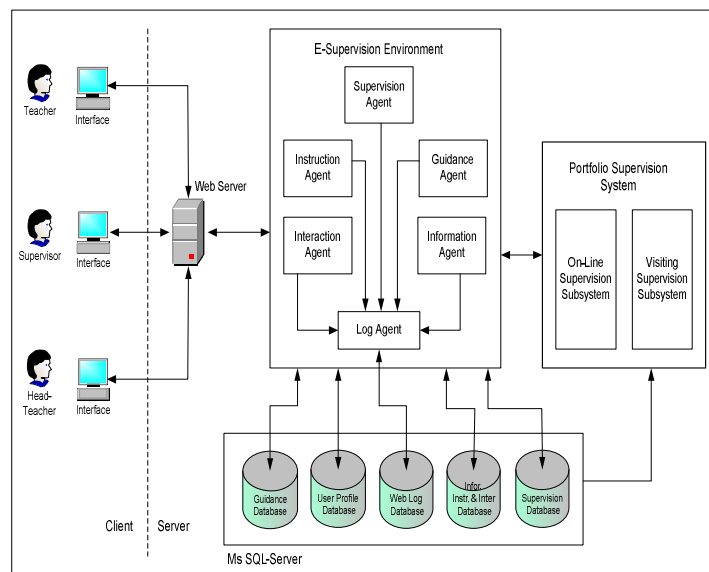 E-Supervision Environment
Supervision
Agent
Teacher
Interface
Instruction
Agent
Guidance
Agent
Portfolio Supervision
System
Web Server
Supervisor
Interface
Interaction
Agent
Information
Agent
On-Line
Supervision
Subsystem
Visiting
Supervision
Subsystem
Log Agent
Head-
Teacher
Interface
Guidance
Database
User Profile
Database
Web Log
Database
Infor.
Instr. & Inter
Database
Supervision
Database
Client
Server
Ms SQL-Server